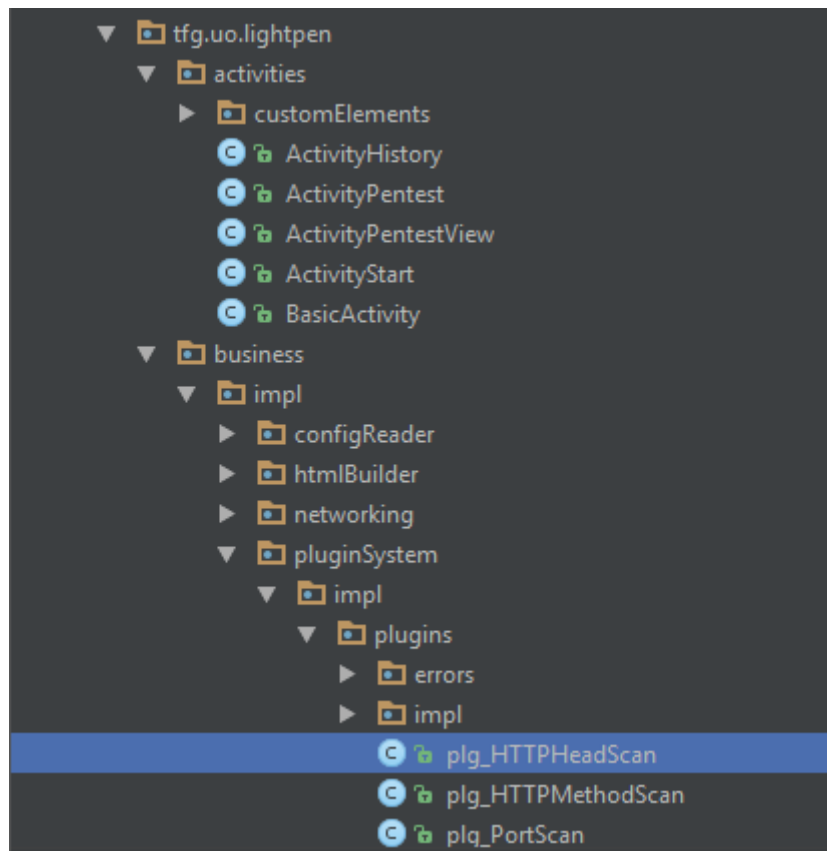 tfg.uo.lightpen
activities
customElements
ActivityHistory
ActivityPentest
ActivityPentestView
ActivityStart
BasicActivity
business
impl
configReader
htmlBuilder
networking
pluginSystem
impl
plugins
errors
impl
plg_HTTPHeadScan
plg_HTTPMethodScan
plg_PortScan